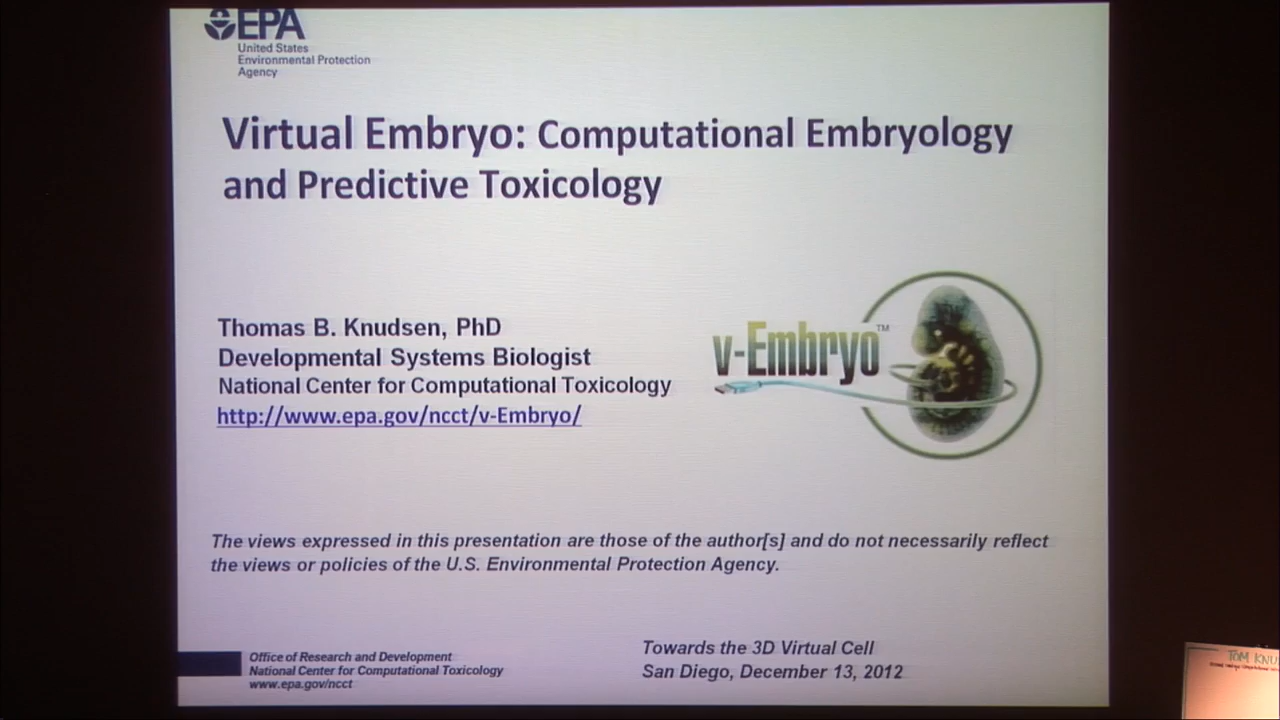 EPA
United States
Environmental Protection
Agency
Virtual Embryo: Computational Embryology
and Predictive Toxicology
Thomas B. Knudsen, PhD
Developmental Systems Biologist
National Center for Computational Toxicology
http://www.epa.gov/ncct/v-Embryo/
v-Embryo™
The views expressed in this presentation are those of the author[s] and do not necessarily reflect
the views or policies of the U.S. Environmental Protection Agency.
Office of Research and Development
National Center for Computational Toxicology
www.epa.gov/ncct
Towards the 3D Virtual Cell
San Diego, December 13, 2012
TOM KNU